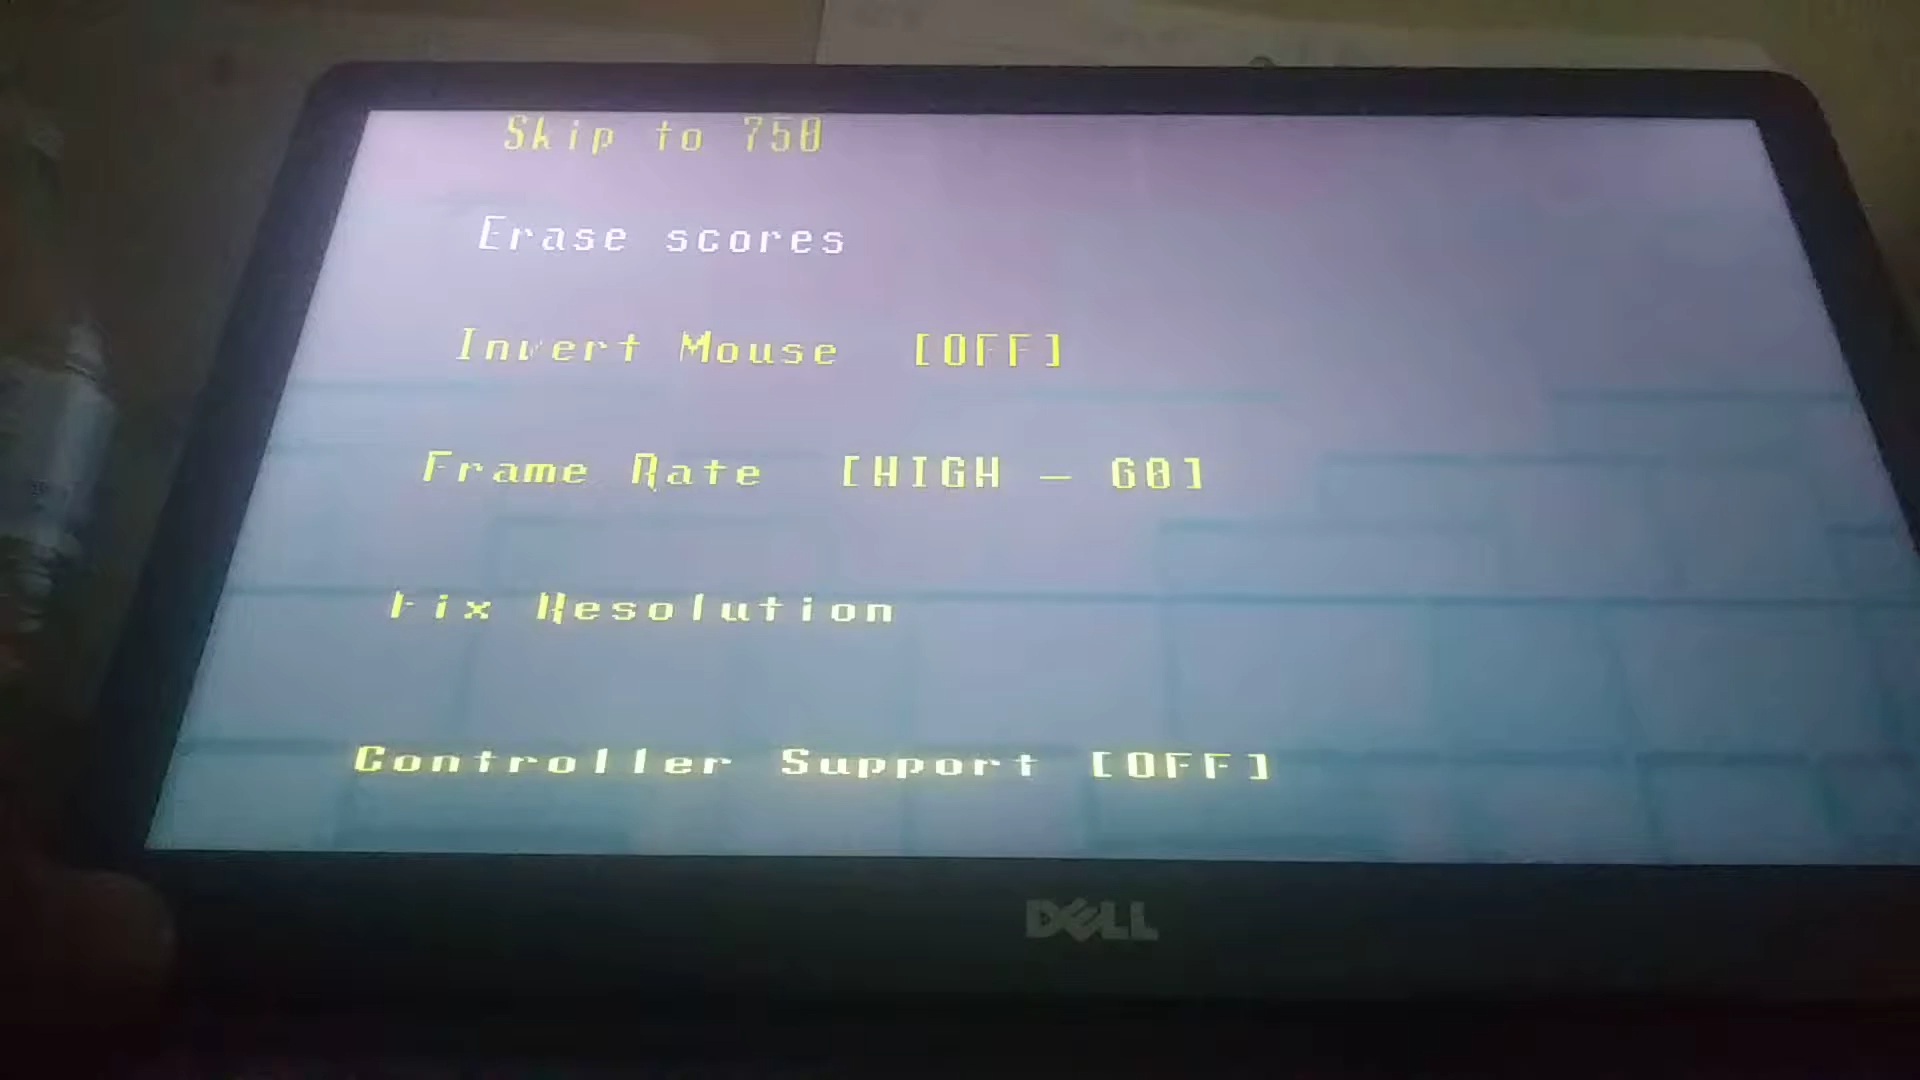 Skip to 750
Erase scores
Invert Mouse [OFF]
Frame Rate [HIGH – 60]
Fix Resolution
Controller Support [OFF]
DELL